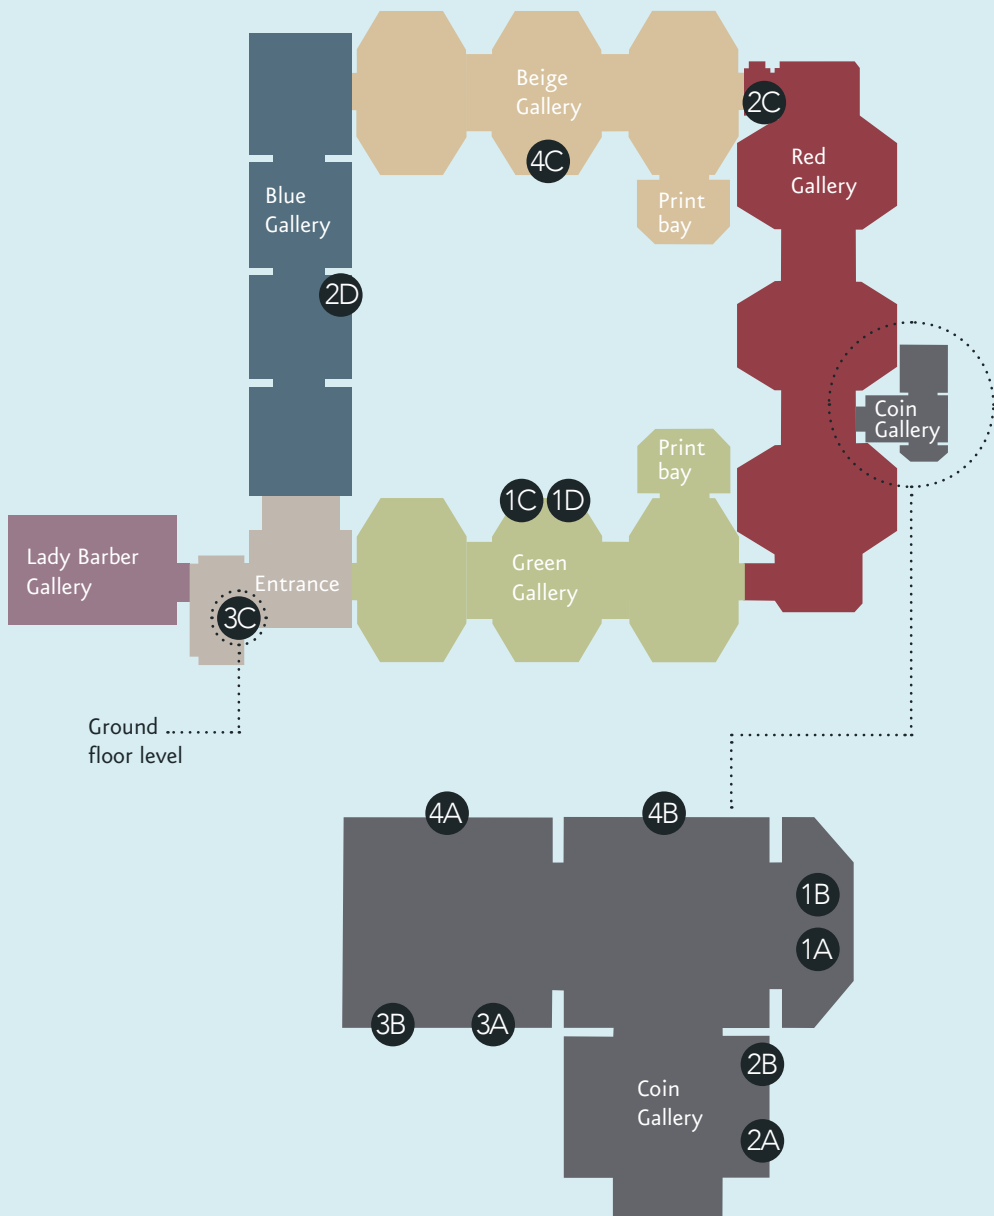 Beige
Gallery
2C
4C
Red
Gallery
Blue
Gallery
Print
bay
2D
Coin
Gallery
Print
bay
1C
1D
Lady Barber
Gallery
Entrance
Green
Gallery
3C
Ground
floor level
4A
4B
1B
1A
3B
3A
2B
Coin
Gallery
2A